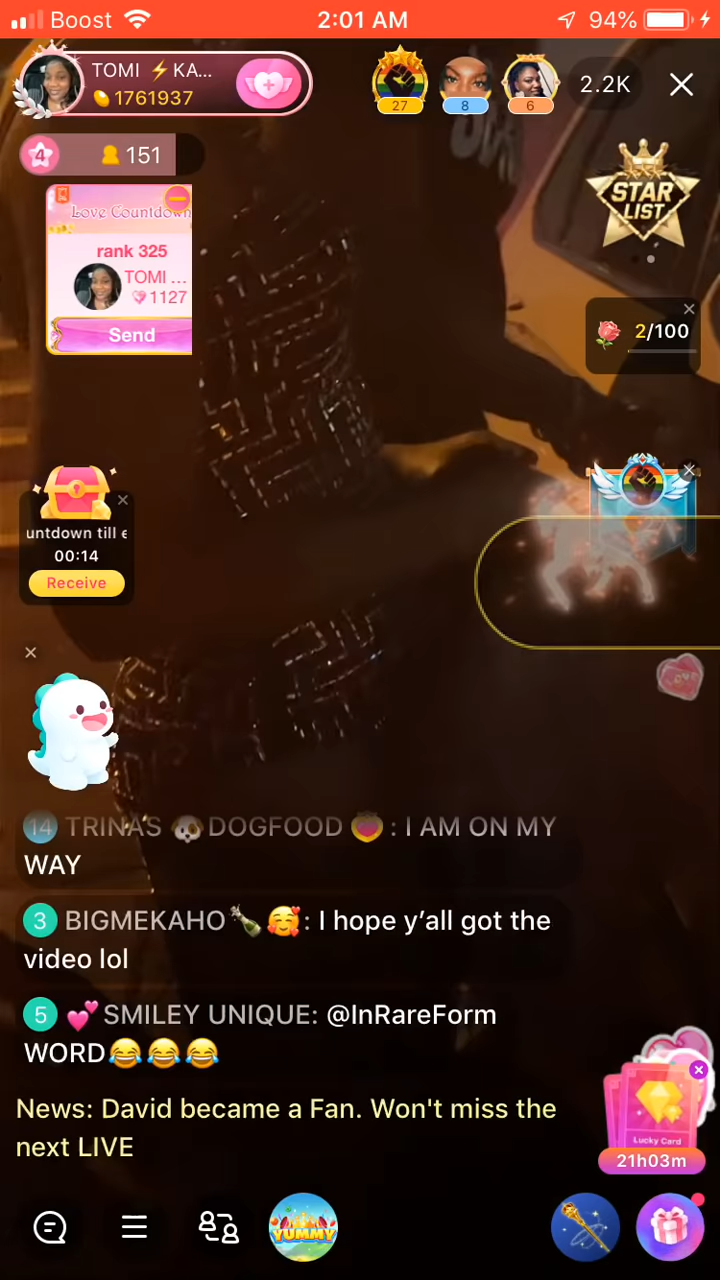 Boost 2:01 AM 94%
TOMI ⚡KA...
1761937
27 8 6 2.2K
4 151
STAR
LIST
Love Countdown
rank 325
TOMI ...
1127
Send
2/100
untdown till e
00:14
Receive
14 TRINAS 🐶DOGFOOD : I AM ON MY
WAY
3 BIGMEKAHO🍾🥰: I hope y’all got the
video lol
5 💕SMILEY UNIQUE: @InRareForm
WORD😂😂😂
News: David became a Fan. Won't miss the
next LIVE
Lucky Card
21h03m
YUMMY